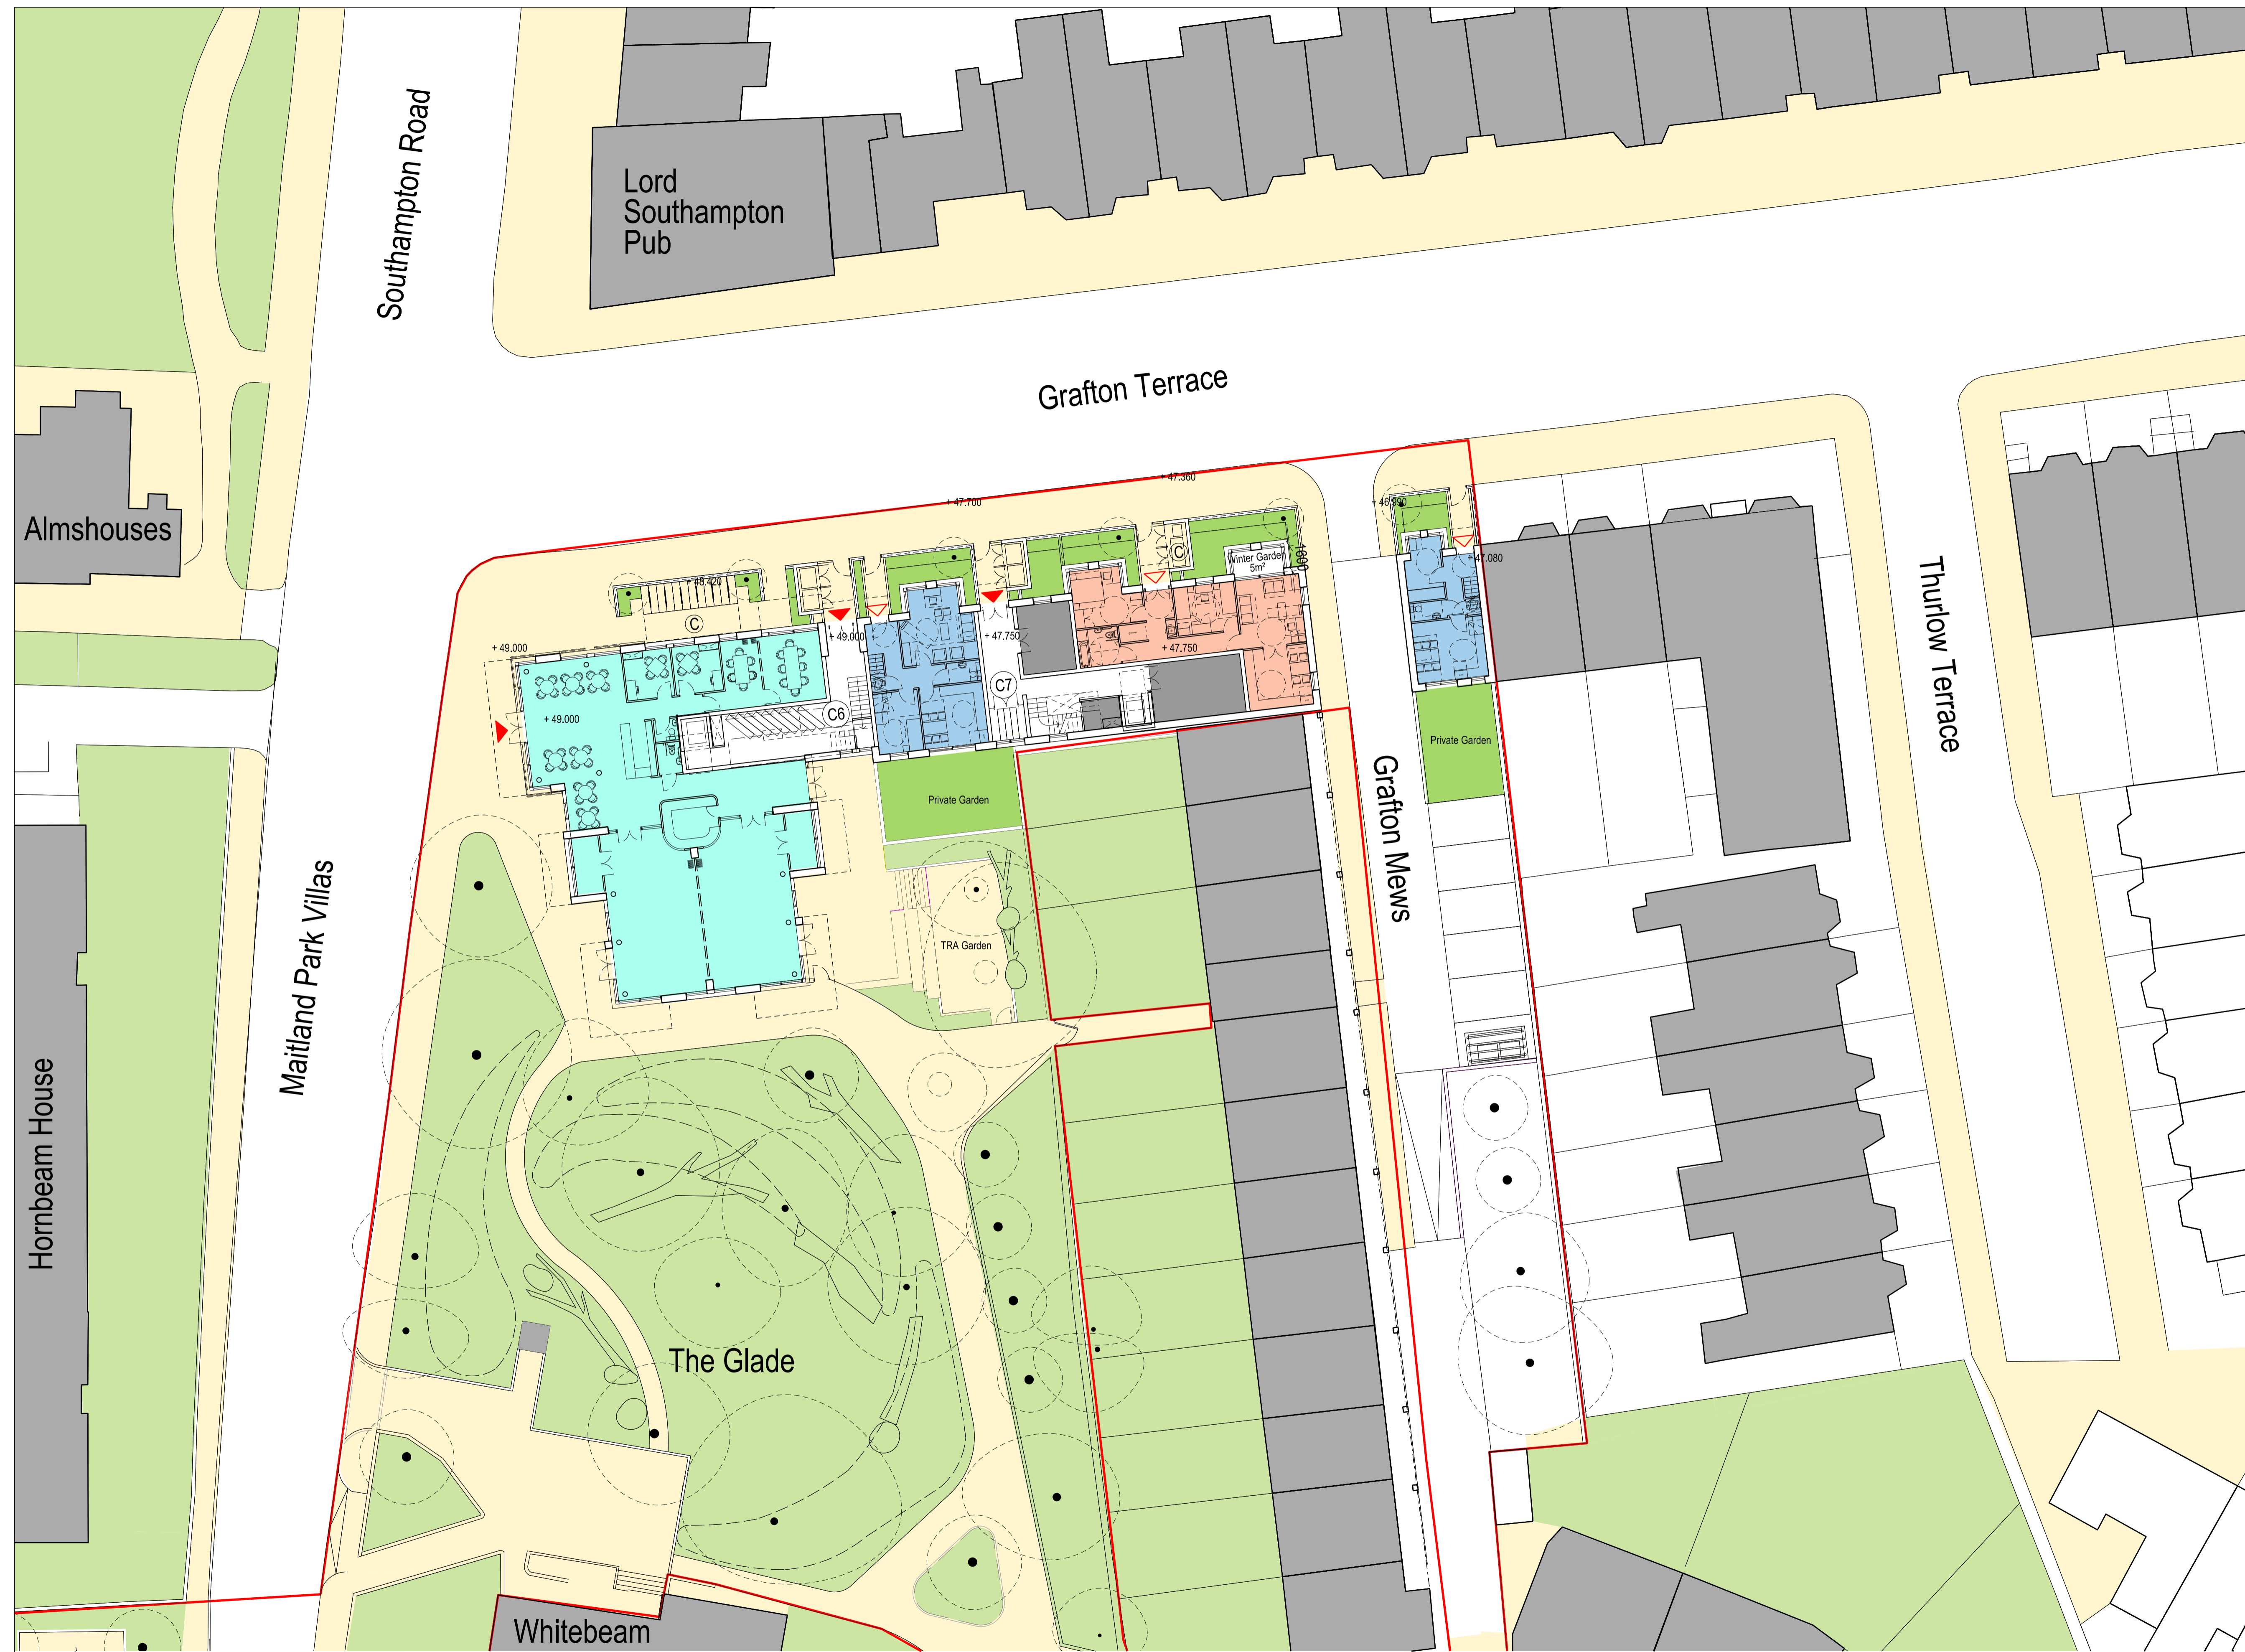 Southampton Road
Lord
Southampton
Pub
Grafton Terrace
Almshouses
+ 47.360
+ 47.700
+ 46.990
Winter Garden
5m²
1800
+ 47.080
+ 48.420
C
C
+ 49.000
+ 47.750
+ 49.000
+ 47.750
+ 49.000
C6
C7
Private Garden
Private Garden
Thurlow Terrace
Grafton Mews
TRA Garden
Maitland Park Villas
Hornbeam House
The Glade
Whitebeam